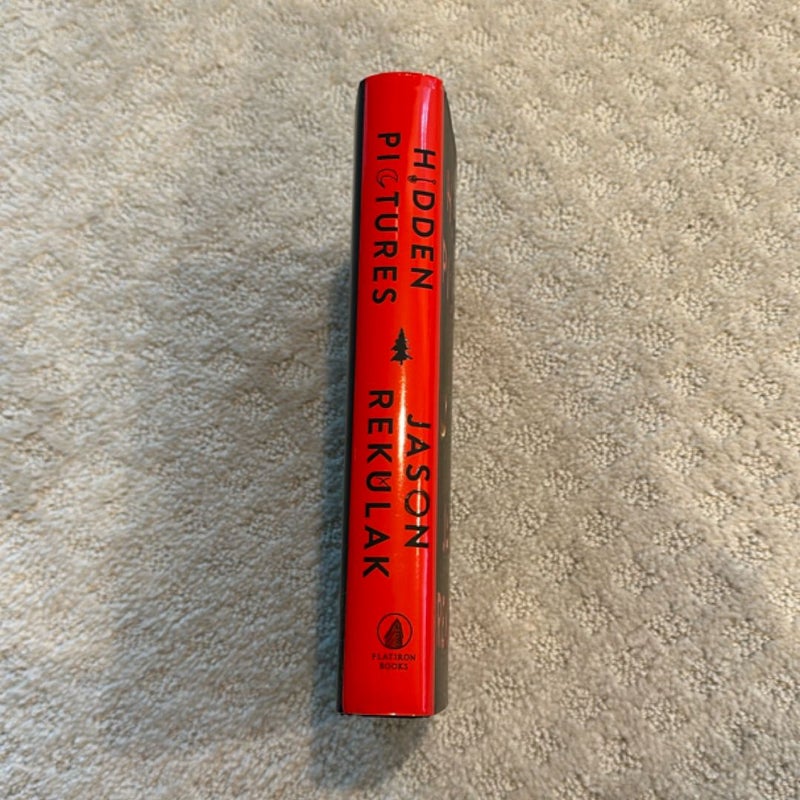 HIDDEN
PICTURES
JASON
REKULAK
FLATIRON
BOOKS